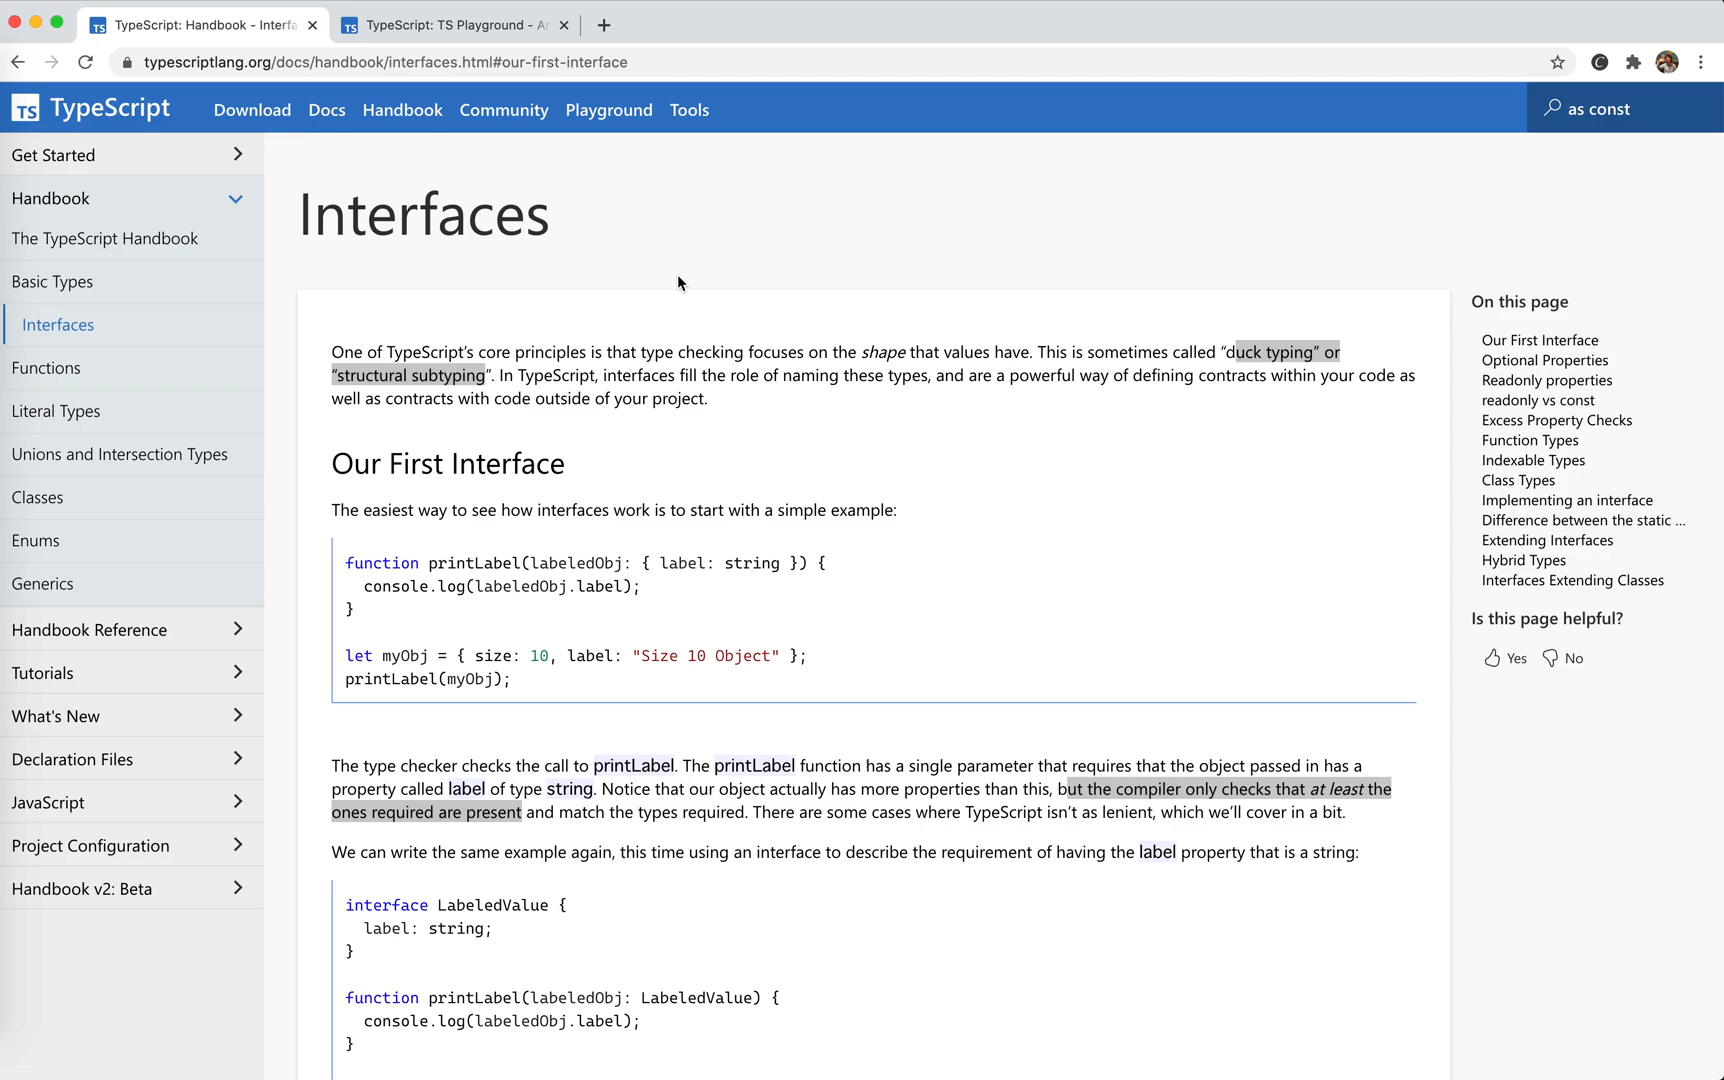 TypeScript: Handbook - Interfa
TypeScript: TS Playground - Ar
typescriptlang.org/docs/handbook/interfaces.html#our-first-interface
TS TypeScript
Download
Docs
Handbook
Community
Playground
Tools
as const
Get Started
Handbook
The TypeScript Handbook
Basic Types
Interfaces
Functions
Literal Types
Unions and Intersection Types
Classes
Enums
Generics
Handbook Reference
Tutorials
What's New
Declaration Files
JavaScript
Project Configuration
Handbook v2: Beta
Interfaces
One of TypeScript’s core principles is that type checking focuses on the shape that values have. This is sometimes called “duck typing” or
“structural subtyping”. In TypeScript, interfaces fill the role of naming these types, and are a powerful way of defining contracts within your code as
well as contracts with code outside of your project.
Our First Interface
The easiest way to see how interfaces work is to start with a simple example:
function printLabel(labeledObj: { label: string }) {
  console.log(labeledObj.label);
}
let myObj = { size: 10, label: "Size 10 Object" };
printLabel(myObj);
The type checker checks the call to printLabel. The printLabel function has a single parameter that requires that the object passed in has a
property called label of type string. Notice that our object actually has more properties than this, but the compiler only checks that at least the
ones required are present and match the types required. There are some cases where TypeScript isn’t as lenient, which we’ll cover in a bit.
We can write the same example again, this time using an interface to describe the requirement of having the label property that is a string:
interface LabeledValue {
  label: string;
}
function printLabel(labeledObj: LabeledValue) {
  console.log(labeledObj.label);
}
On this page
Our First Interface
Optional Properties
Readonly properties
readonly vs const
Excess Property Checks
Function Types
Indexable Types
Class Types
Implementing an interface
Difference between the static ...
Extending Interfaces
Hybrid Types
Interfaces Extending Classes
Is this page helpful?
Yes
No